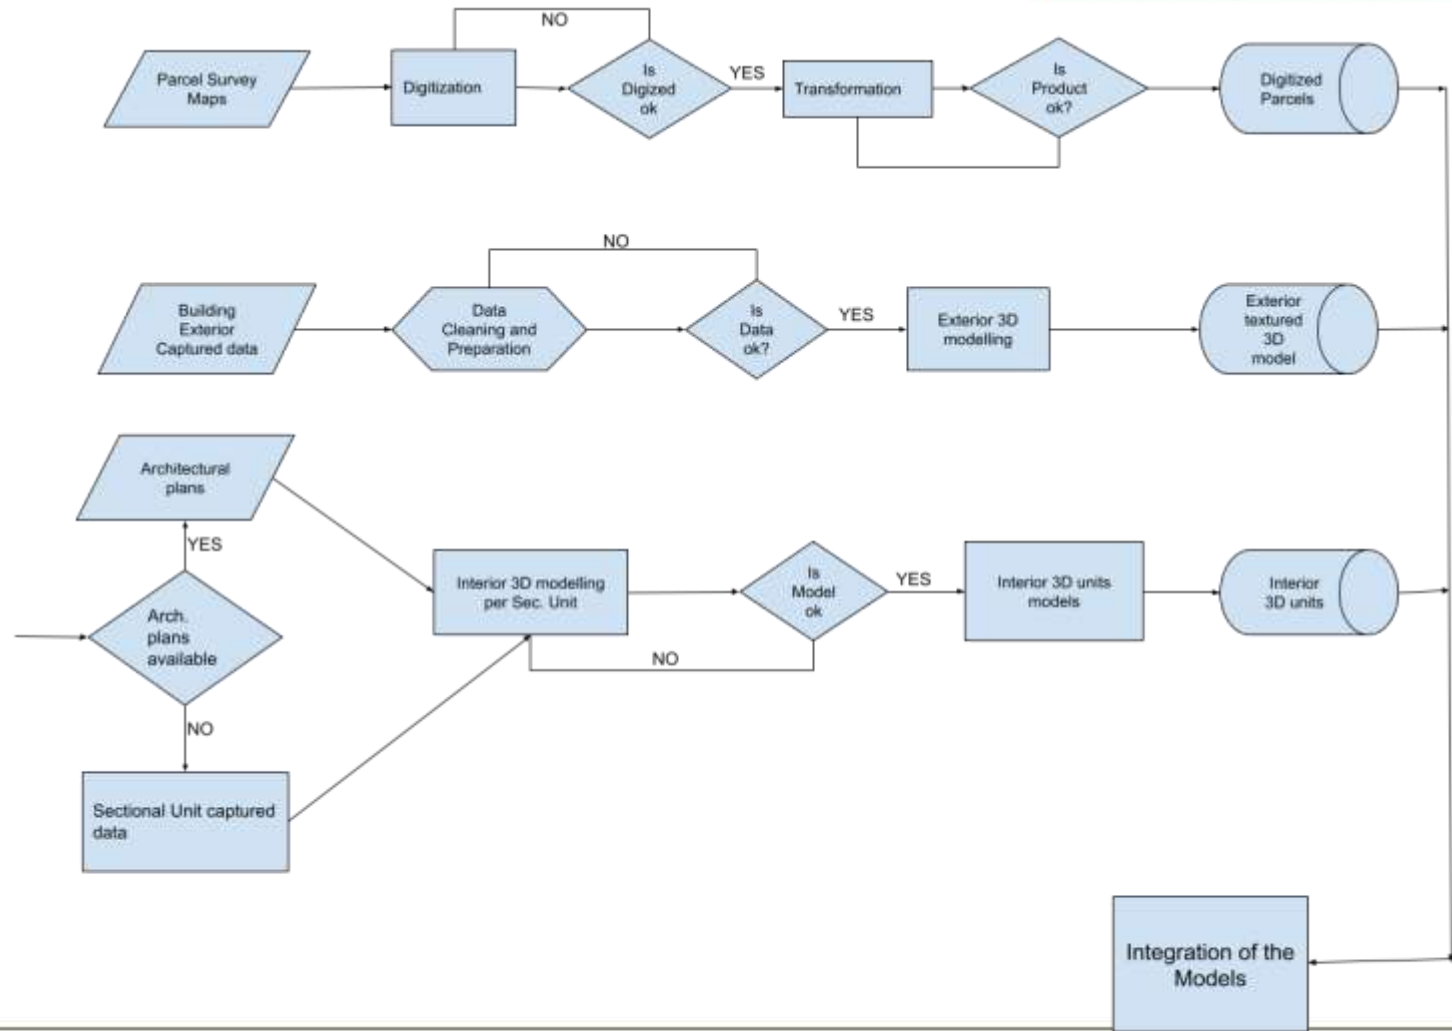 NO
Parcel Survey
Maps
Digitization
Is
Digized
ok
YES
Transformation
Is
Product
ok?
Digitized
Parcels
NO
Building
Exterior
Captured data
Data
Cleaning and
Preparation
Is
Data
ok?
YES
Exterior 3D
modelling
Exterior
textured
3D
model
Architectural
plans
YES
Arch.
plans
available
NO
Sectional Unit captured
data
Interior 3D modelling
per Sec. Unit
NO
Is
Model
ok
YES
Interior 3D units
models
Interior
3D units
Integration of the
Models